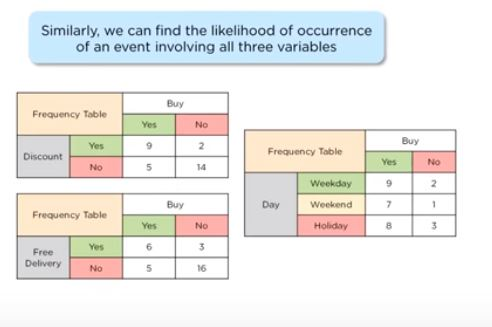 Similarly, we can find the likelihood of occurrence
of an event involving all three variables
Frequency Table
Buy
Yes
No
Discount
Yes
9
2
No
5
14
Frequency Table
Buy
Yes
No
Free
Delivery
Yes
6
3
No
5
16
Frequency Table
Buy
Yes
No
Day
Weekday
9
2
Weekend
7
1
Holiday
8
3